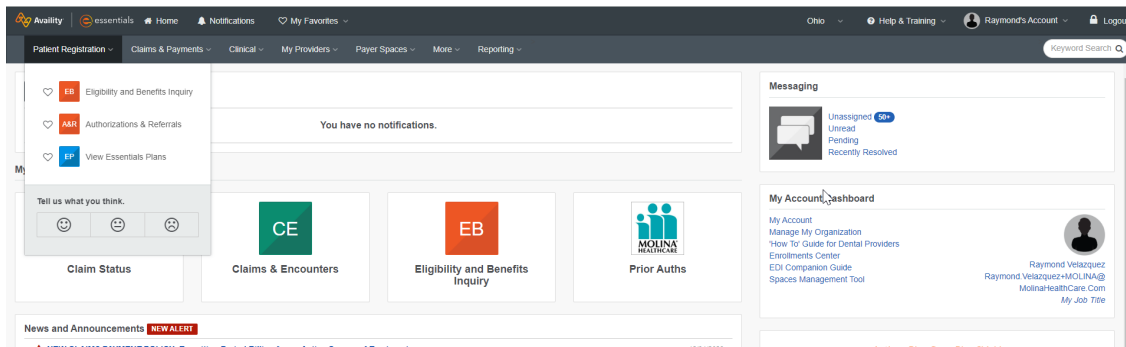 Availity essentials Home Notifications My Favorites Ohio Help & Training Raymond's Account Logou
Patient Registration Claims & Payments Clinical My Providers Payer Spaces More Reporting Keyword Search
EB Eligibility and Benefits Inquiry
A&R Authorizations & Referrals
EP View Essentials Plans
Tell us what you think.
You have no notifications.
My
CE
EB
MOLINA
HEALTHCARE
Claim Status
Claims & Encounters
Eligibility and Benefits
Inquiry
Prior Auths
News and Announcements NEW ALERT
Messaging
Unassigned 50+
Unread
Pending
Recently Resolved
My Account Dashboard
My Account
Manage My Organization
'How To' Guide for Dental Providers
Enrollments Center
EDI Companion Guide
Spaces Management Tool
Raymond Velazquez
Raymond.Velazquez+MOLINA@
MolinaHealthCare.Com
My Job Title